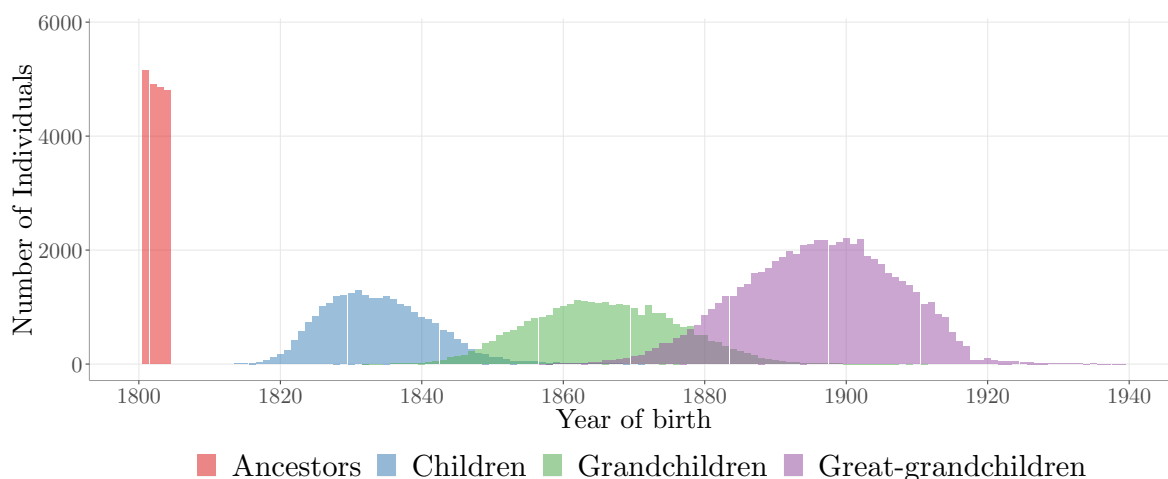 6000
4000
2000
0
Number of Individuals
1800 1820 1840 1860 1880 1900 1920 1940
Year of birth
Ancestors Children Grandchildren Great-grandchildren